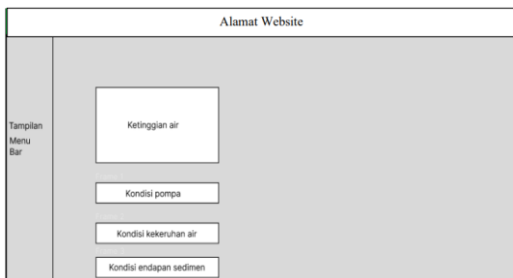 Alamat Website
Tampilan
Menu
Bar
Ketinggian air
Kondisi pompa
Kondisi kekeruhan air
Kondisi endapan sedimen